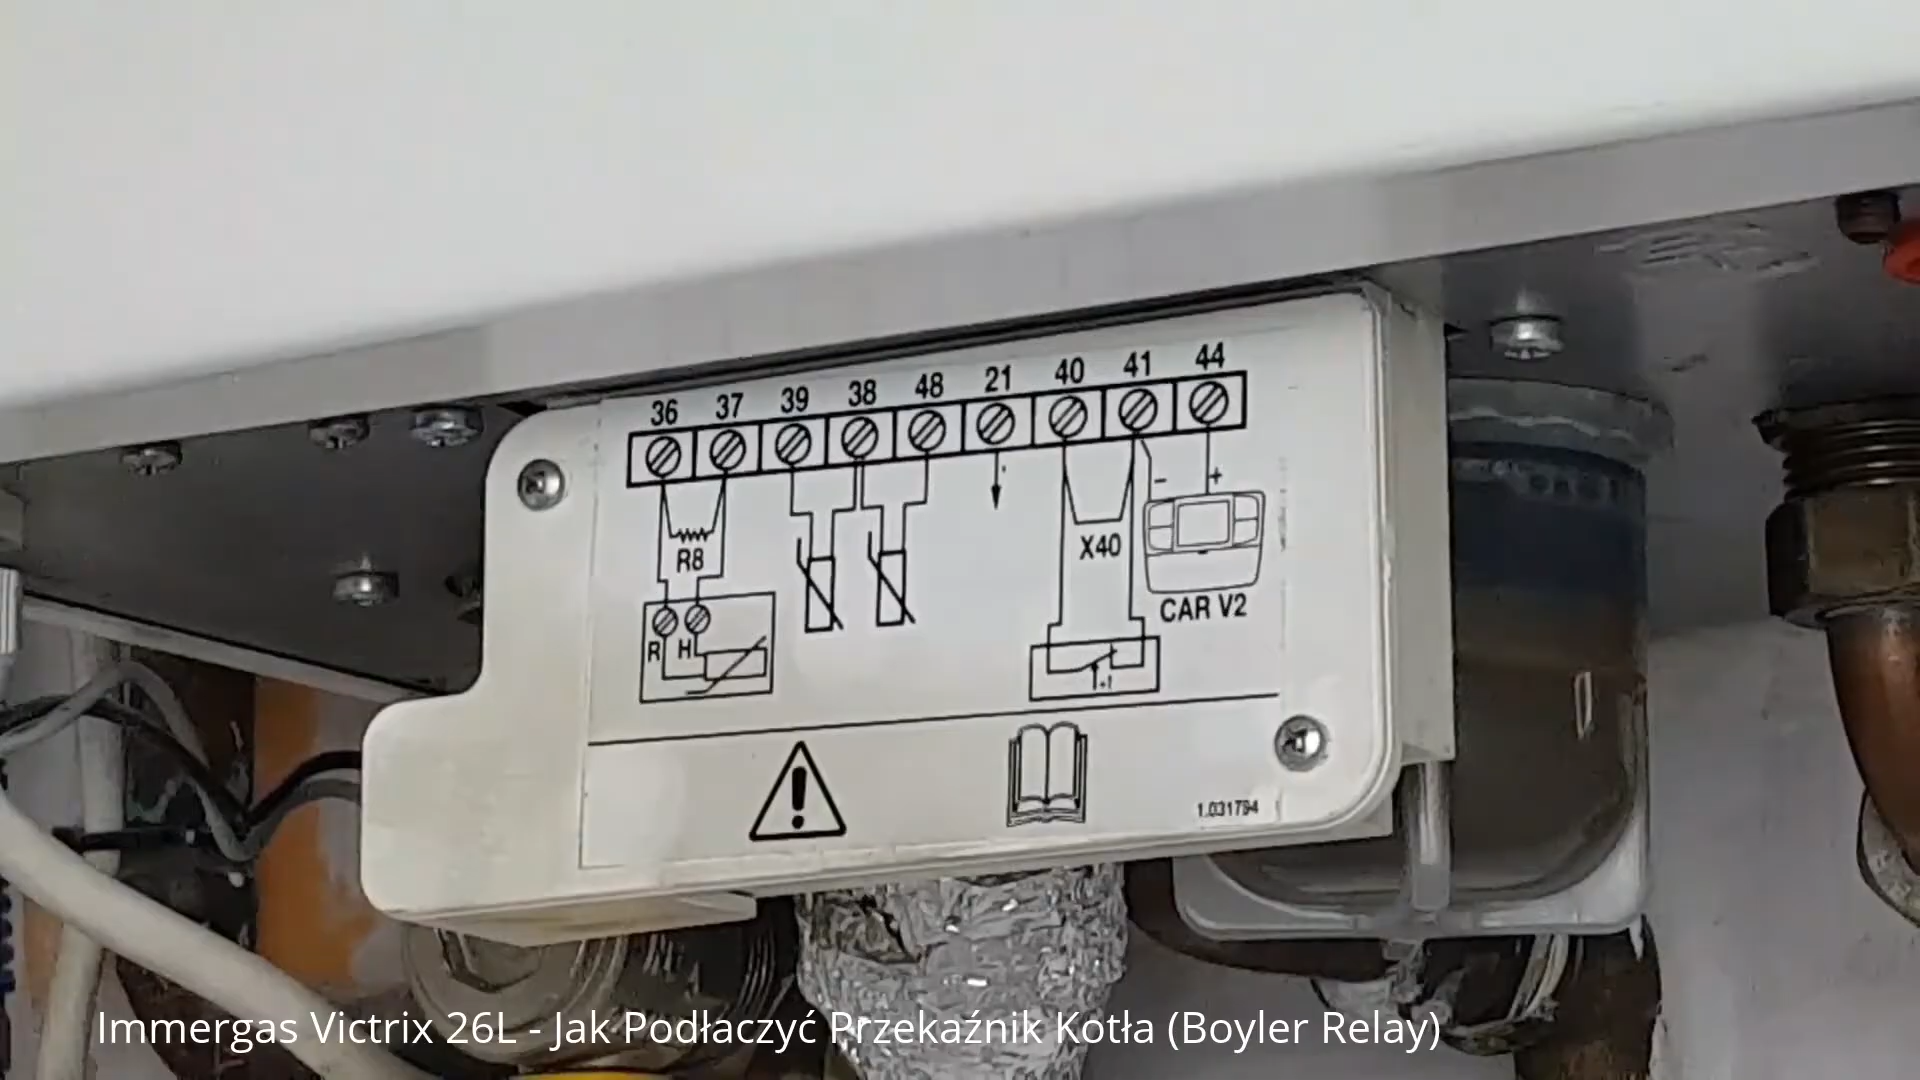 36 37 39 38 48 21 40 41 44
- +
R8
X40
CAR V2
R H
1.031794
Immergas Victrix 26L - Jak Podłaczyć Przekaźnik Kotła (Boyler Relay)